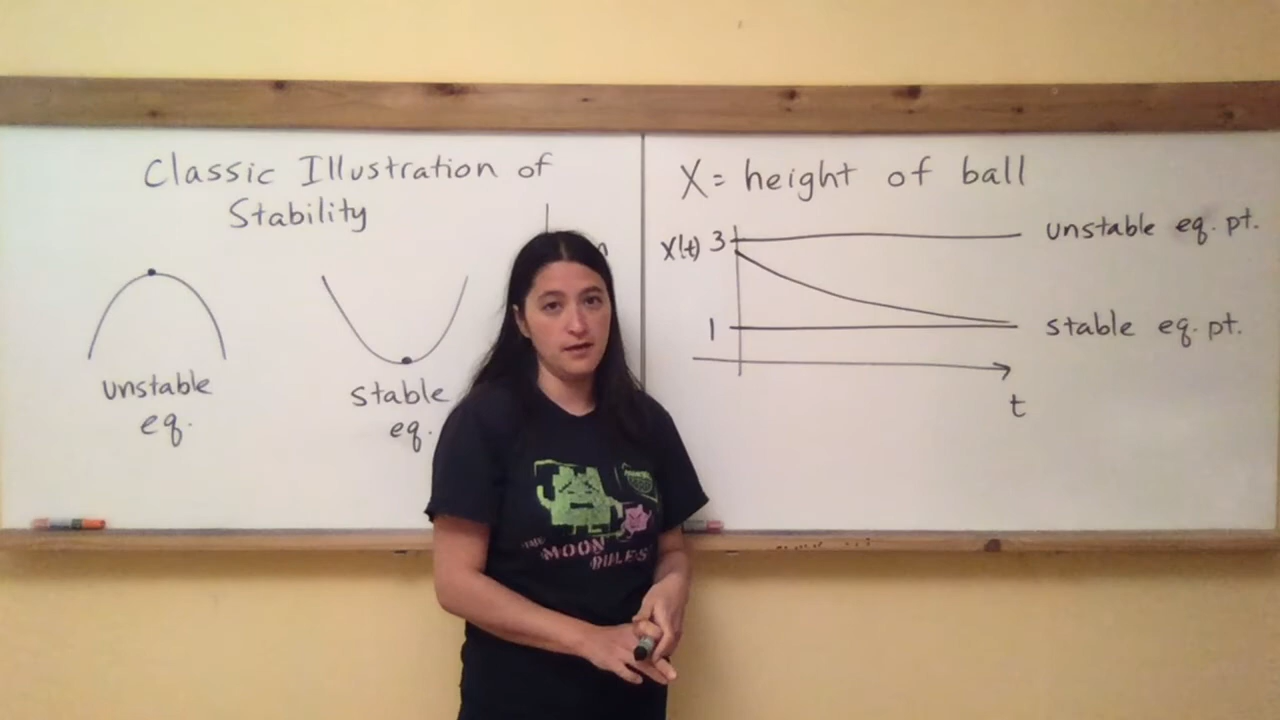 Classic Illustration of
Stability
unstable
eq.
stable
eq.
X = height of ball
X(t) 3
unstable eq. pt.
1
stable eq. pt.
t
THE
MOON
RULES